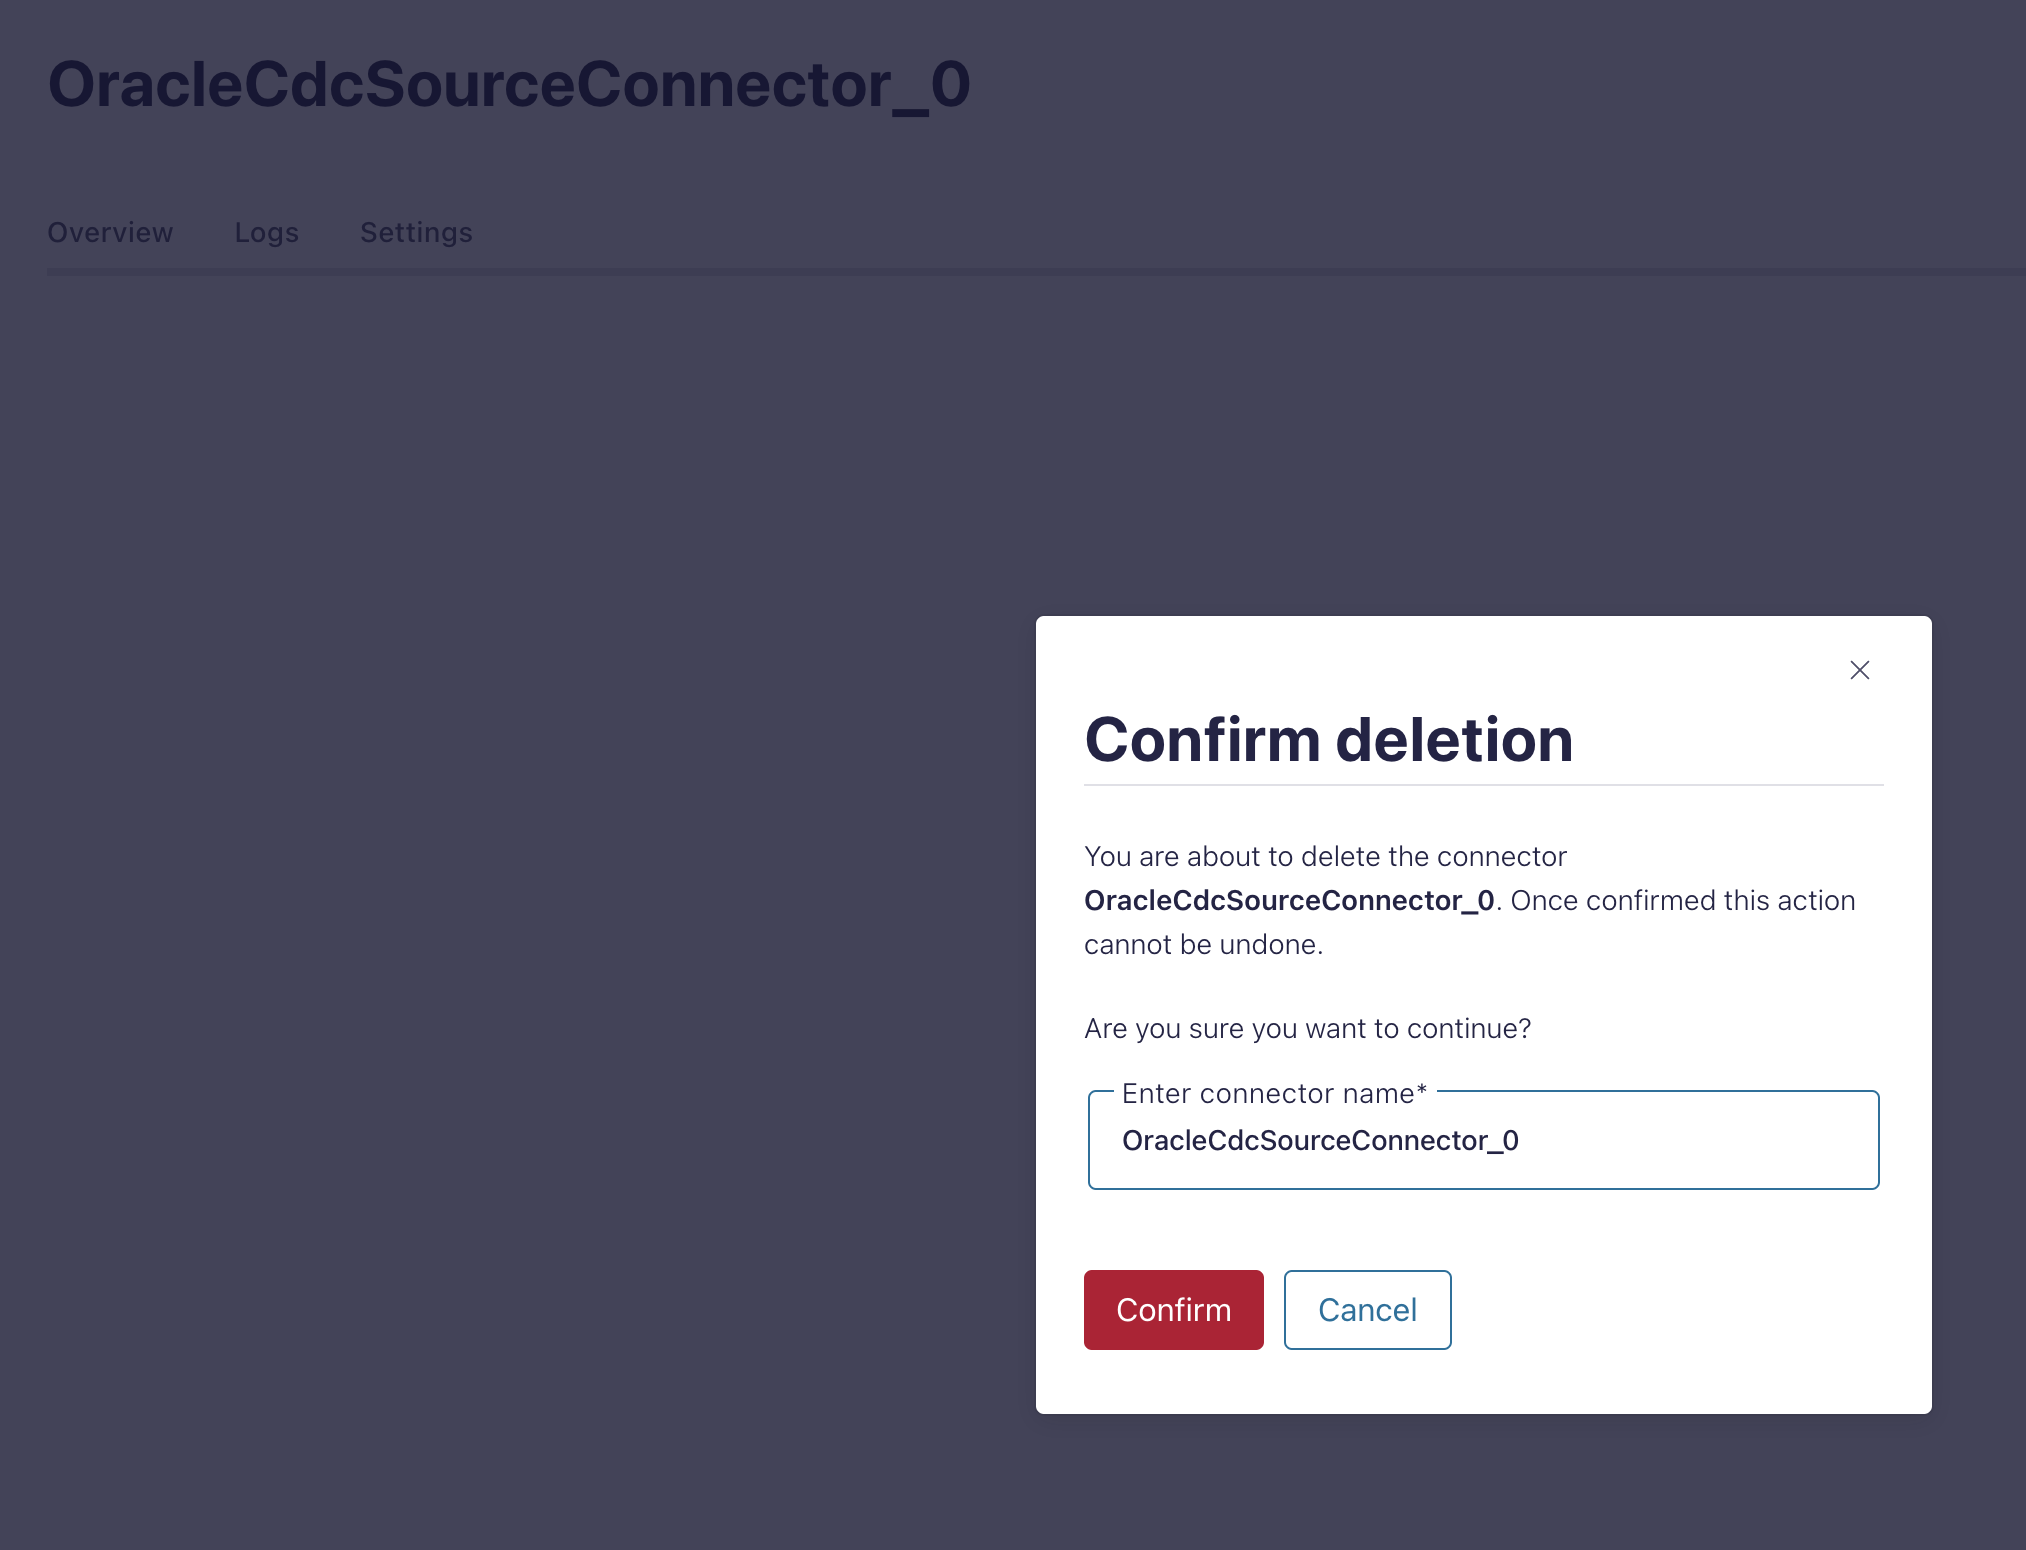 OracleCdcSourceConnector_0
Overview Logs Settings
Confirm deletion
You are about to delete the connector
OracleCdcSourceConnector_0. Once confirmed this action
cannot be undone.
Are you sure you want to continue?
Enter connector name*
OracleCdcSourceConnector_0
Confirm Cancel